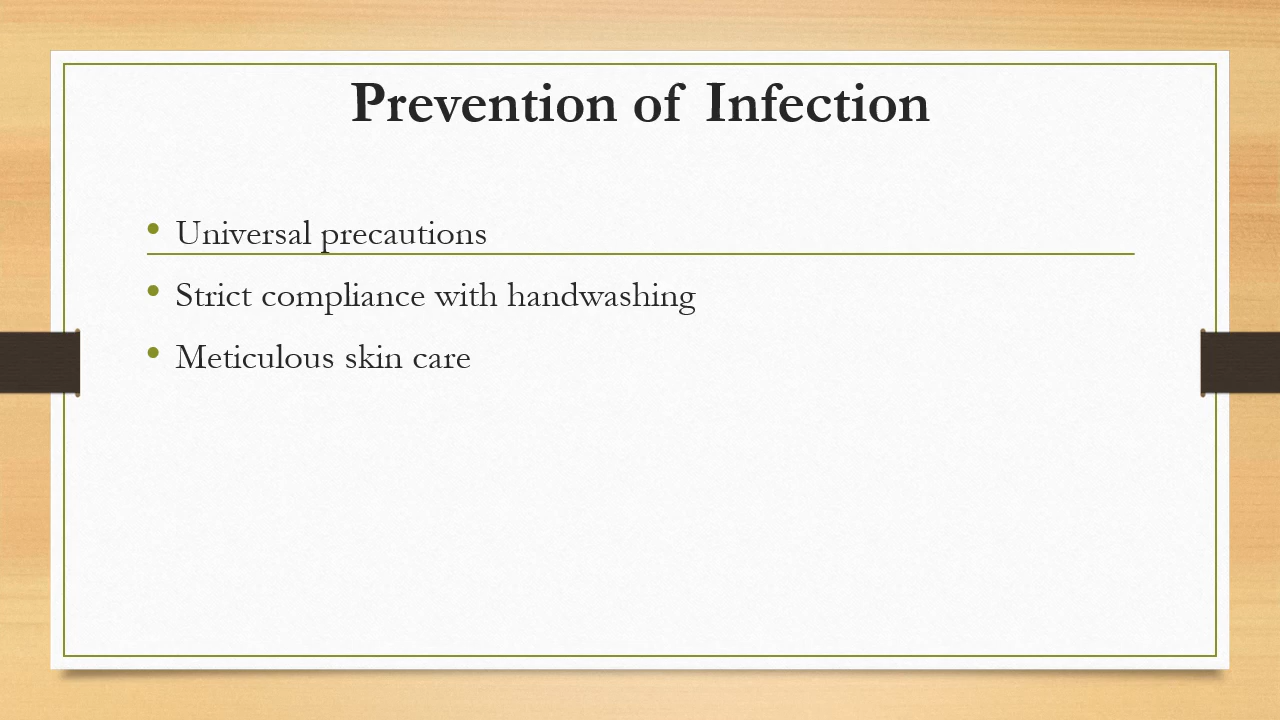 Prevention of Infection
• Universal precautions
• Strict compliance with handwashing
• Meticulous skin care